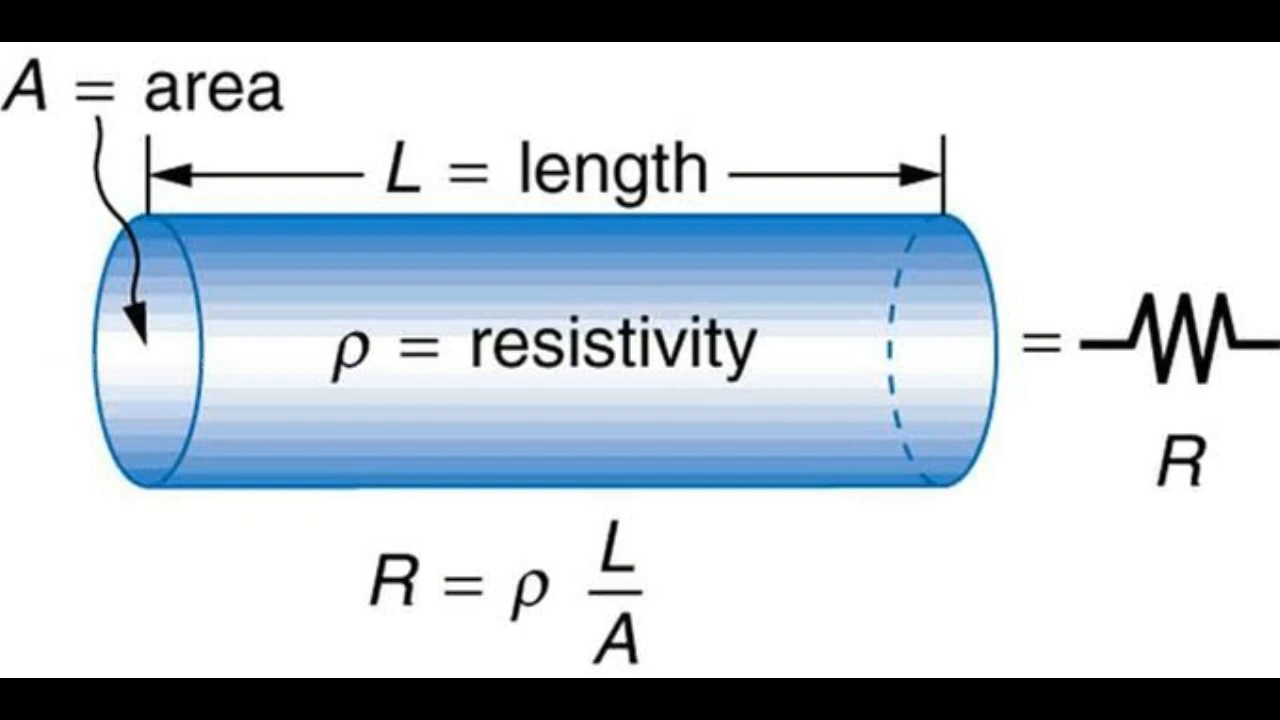 A = area
L = length
ρ = resistivity
=
R
R = ρ L/A